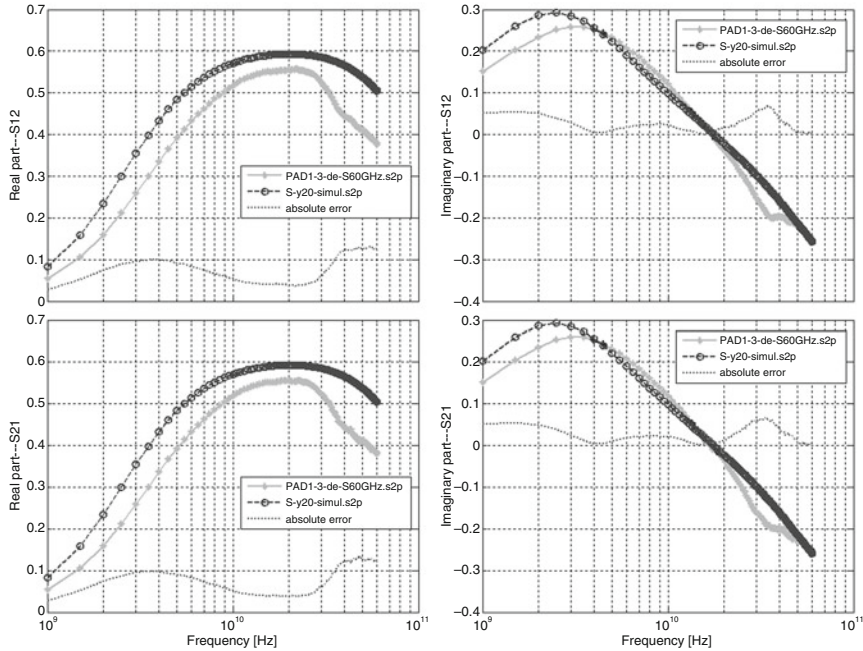 0.7
0.6
0.5
0.4
0.3
0.2
0.1
0
Real part---S12
PAD1-3-de-S60GHz.s2p
S-y20-simul.s2p
absolute error
10⁹
10¹⁰
10¹¹
0.3
0.2
0.1
0
−0.1
−0.2
−0.3
−0.4
Imaginary part---S12
PAD1-3-de-S60GHz.s2p
S-y20-simul.s2p
absolute error
10⁹
10¹⁰
10¹¹
0.7
0.6
0.5
0.4
0.3
0.2
0.1
0
Real part---S21
PAD1-3-de-S60GHz.s2p
S-y20-simul.s2p
absolute error
10⁹
10¹⁰
10¹¹
Frequency [Hz]
0.3
0.2
0.1
0
−0.1
−0.2
−0.3
−0.4
Imaginary part---S21
PAD1-3-de-S60GHz.s2p
S-y20-simul.s2p
absolute error
10⁹
10¹⁰
10¹¹
Frequency [Hz]